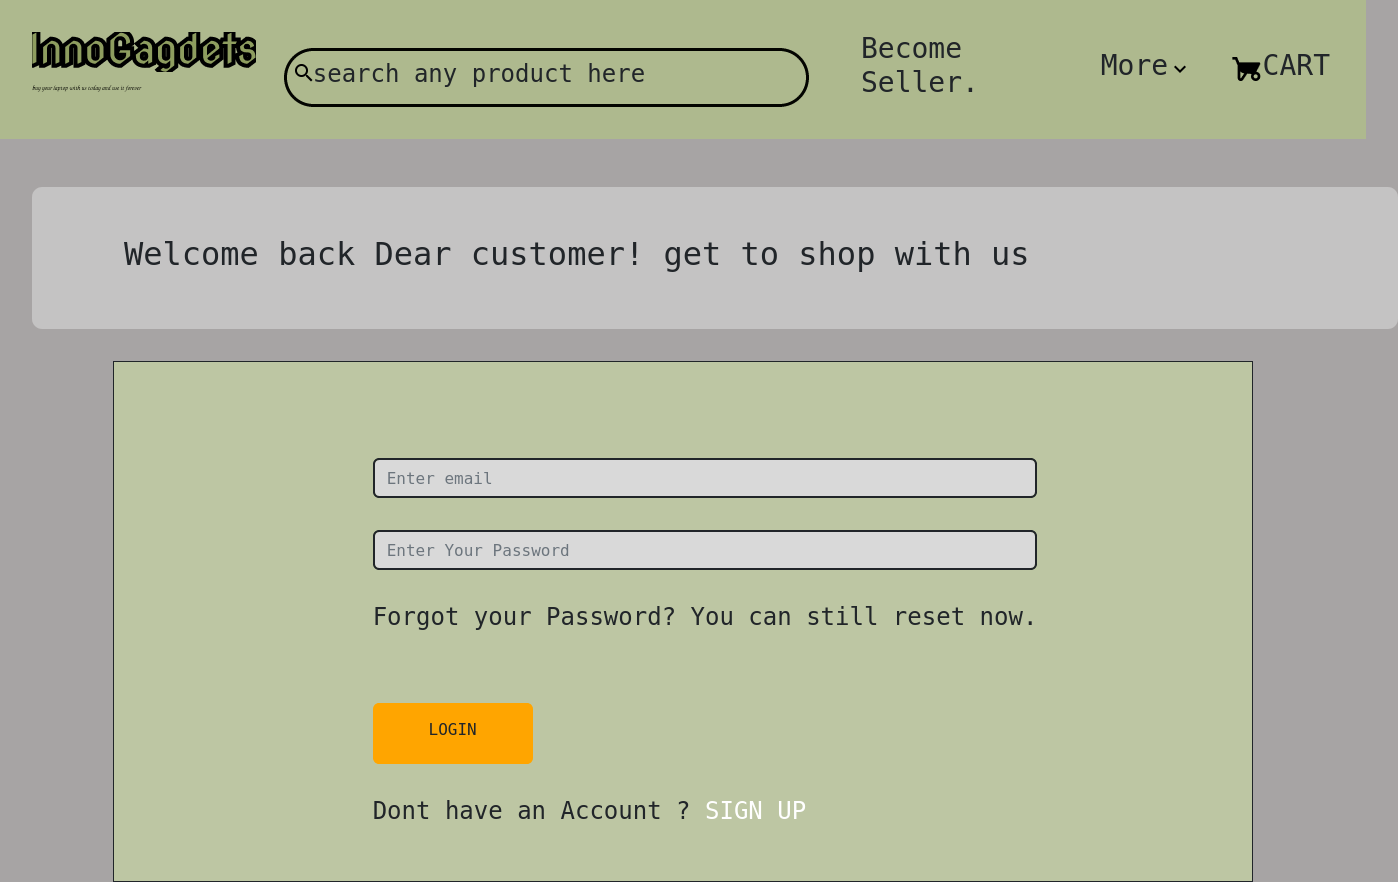 InnoGagdets
buy your laptop with us today and use it forever
search any product here
Become
Seller.
More
CART
Welcome back Dear customer! get to shop with us
Enter email
Enter Your Password
Forgot your Password? You can still reset now.
LOGIN
Dont have an Account ? SIGN UP